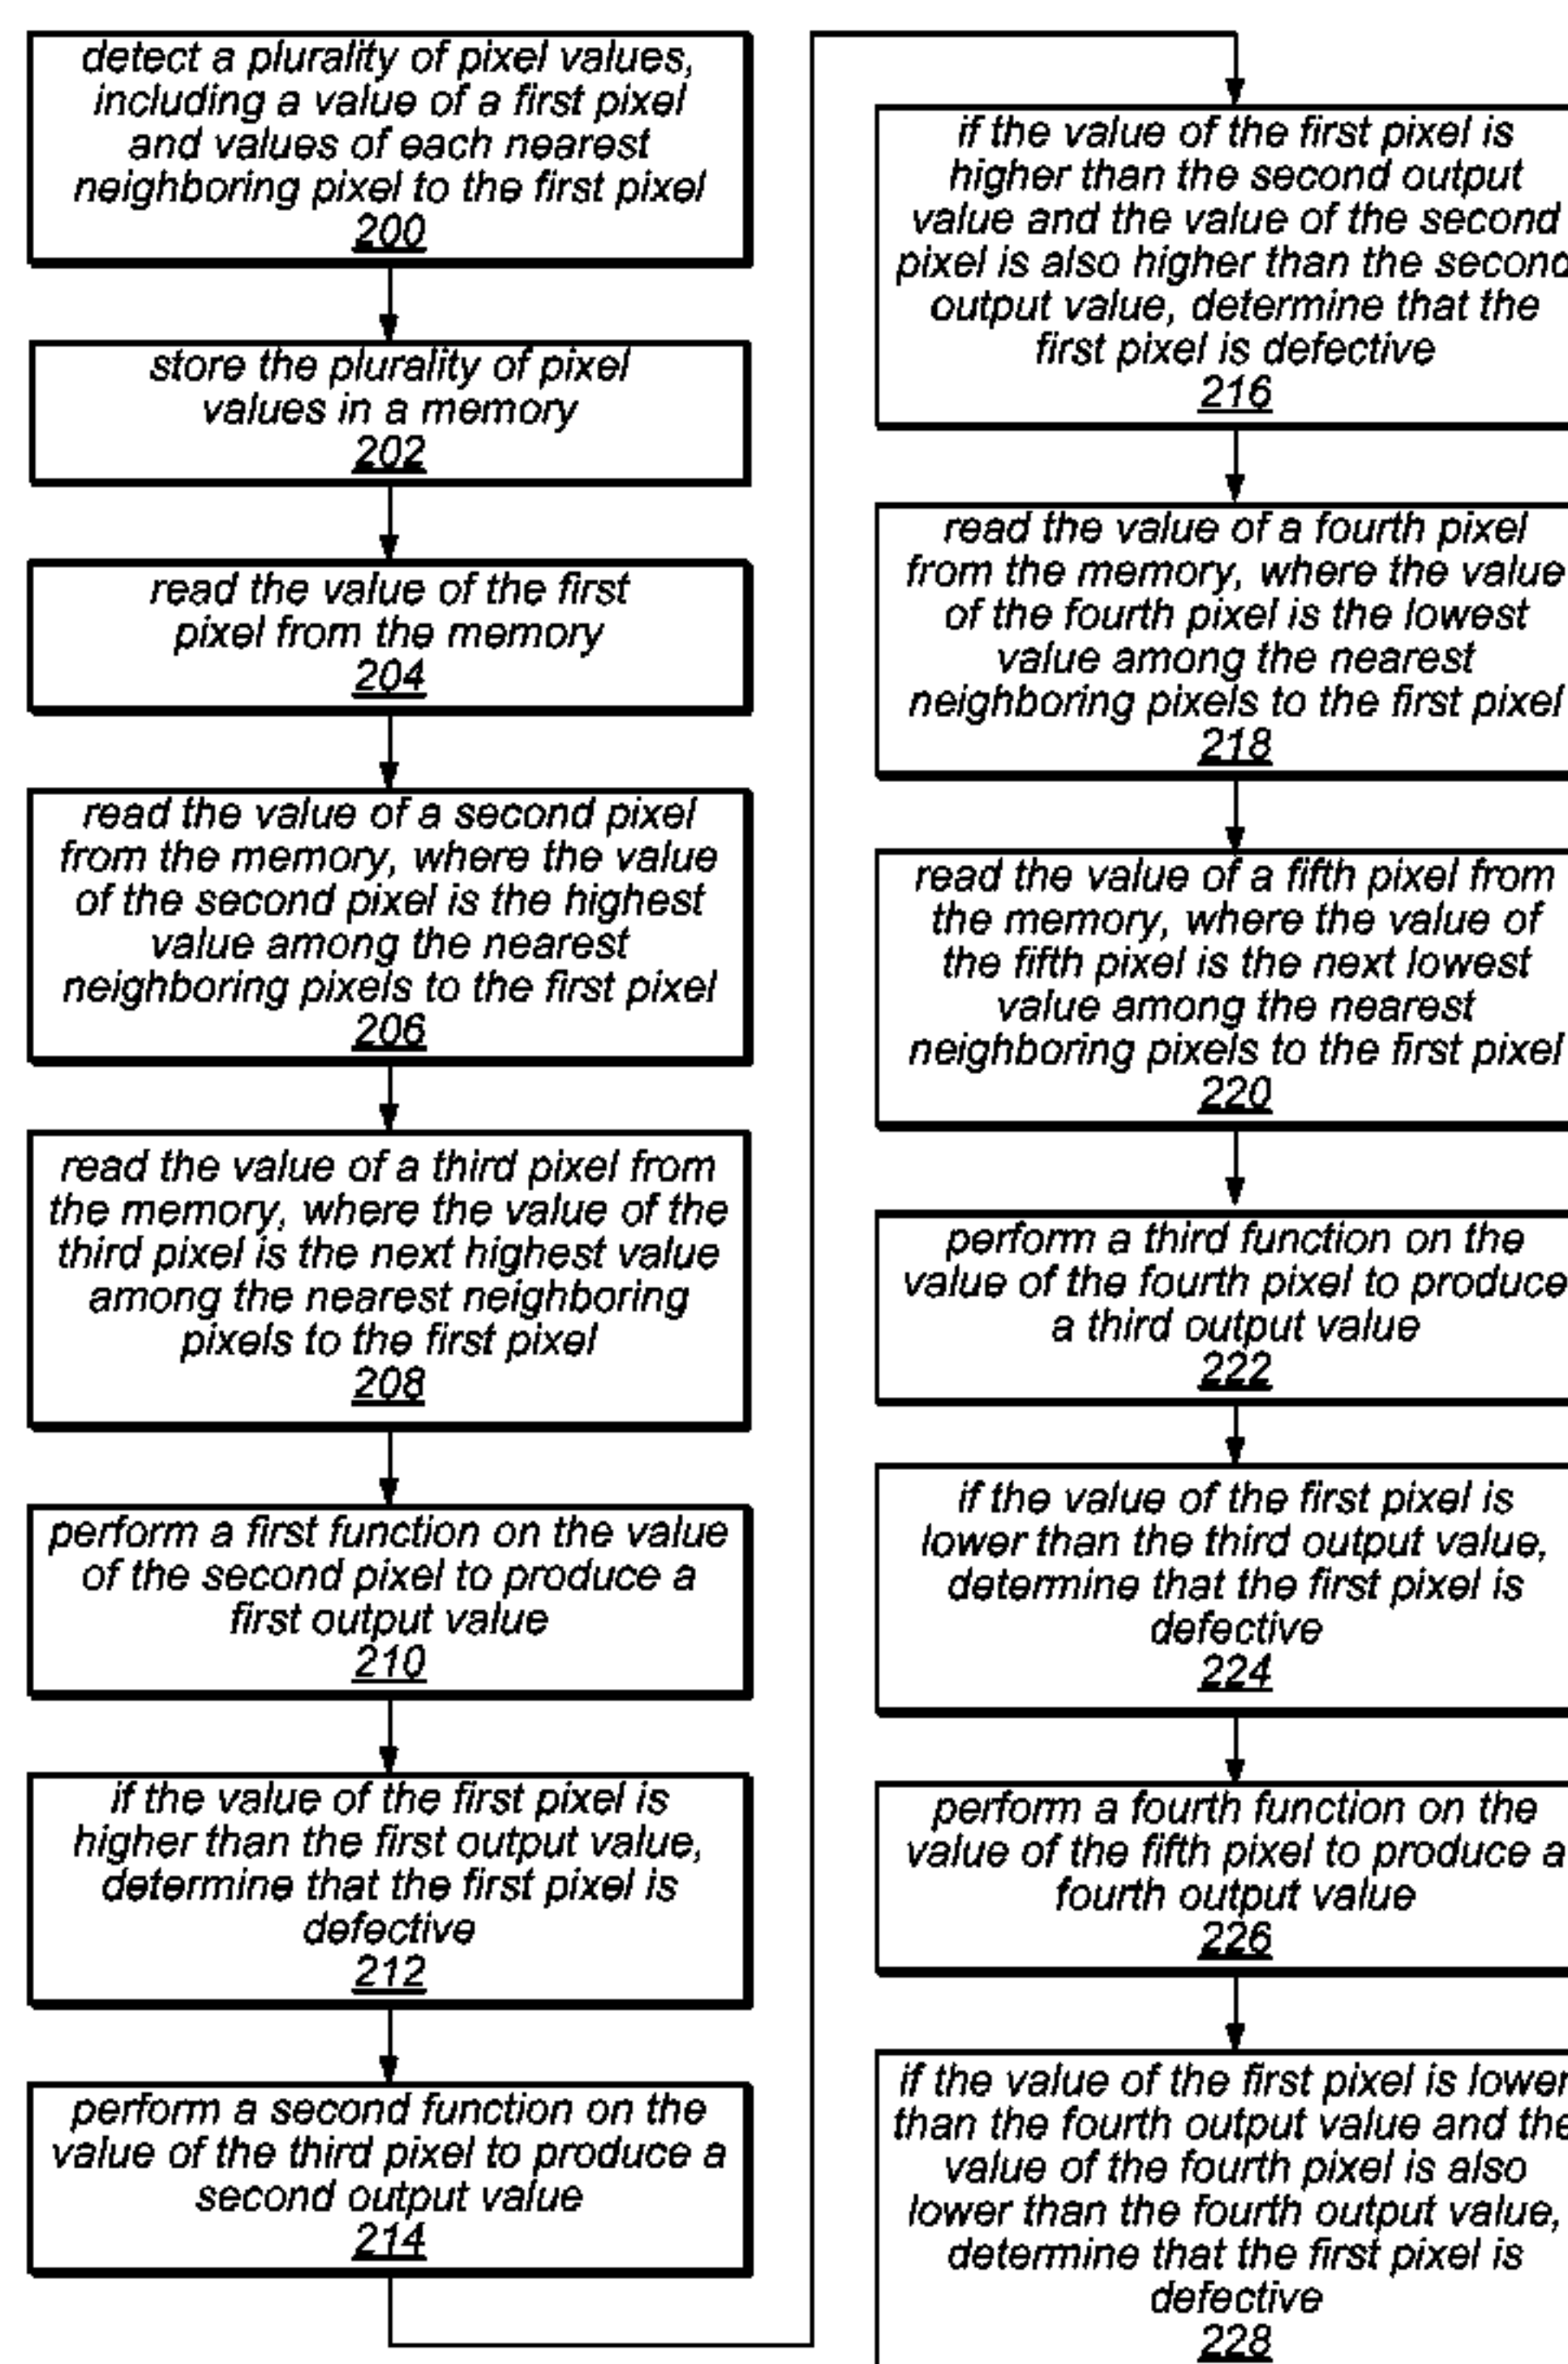 detect a plurality of pixel values,
including a value of a first pixel
and values of each nearest
neighboring pixel to the first pixel
200
store the plurality of pixel
values in a memory
202
read the value of the first
pixel from the memory
204
read the value of a second pixel
from the memory, where the value
of the second pixel is the highest
value among the nearest
neighboring pixels to the first pixel
206
read the value of a third pixel from
the memory, where the value of the
third pixel is the next highest value
among the nearest neighboring
pixels to the first pixel
208
perform a first function on the value
of the second pixel to produce a
first output value
210
if the value of the first pixel is
higher than the first output value,
determine that the first pixel is
defective
212
perform a second function on the
value of the third pixel to produce a
second output value
214
if the value of the first pixel is
higher than the second output
value and the value of the second
pixel is also higher than the second
output value, determine that the
first pixel is defective
216
read the value of a fourth pixel
from the memory, where the value
of the fourth pixel is the lowest
value among the nearest
neighboring pixels to the first pixel
218
read the value of a fifth pixel from
the memory, where the value of
the fifth pixel is the next lowest
value among the nearest
neighboring pixels to the first pixel
220
perform a third function on the
value of the fourth pixel to produce
a third output value
222
if the value of the first pixel is
lower than the third output value,
determine that the first pixel is
defective
224
perform a fourth function on the
value of the fifth pixel to produce a
fourth output value
226
if the value of the first pixel is lower
than the fourth output value and the
value of the fourth pixel is also
lower than the fourth output value,
determine that the first pixel is
defective
228